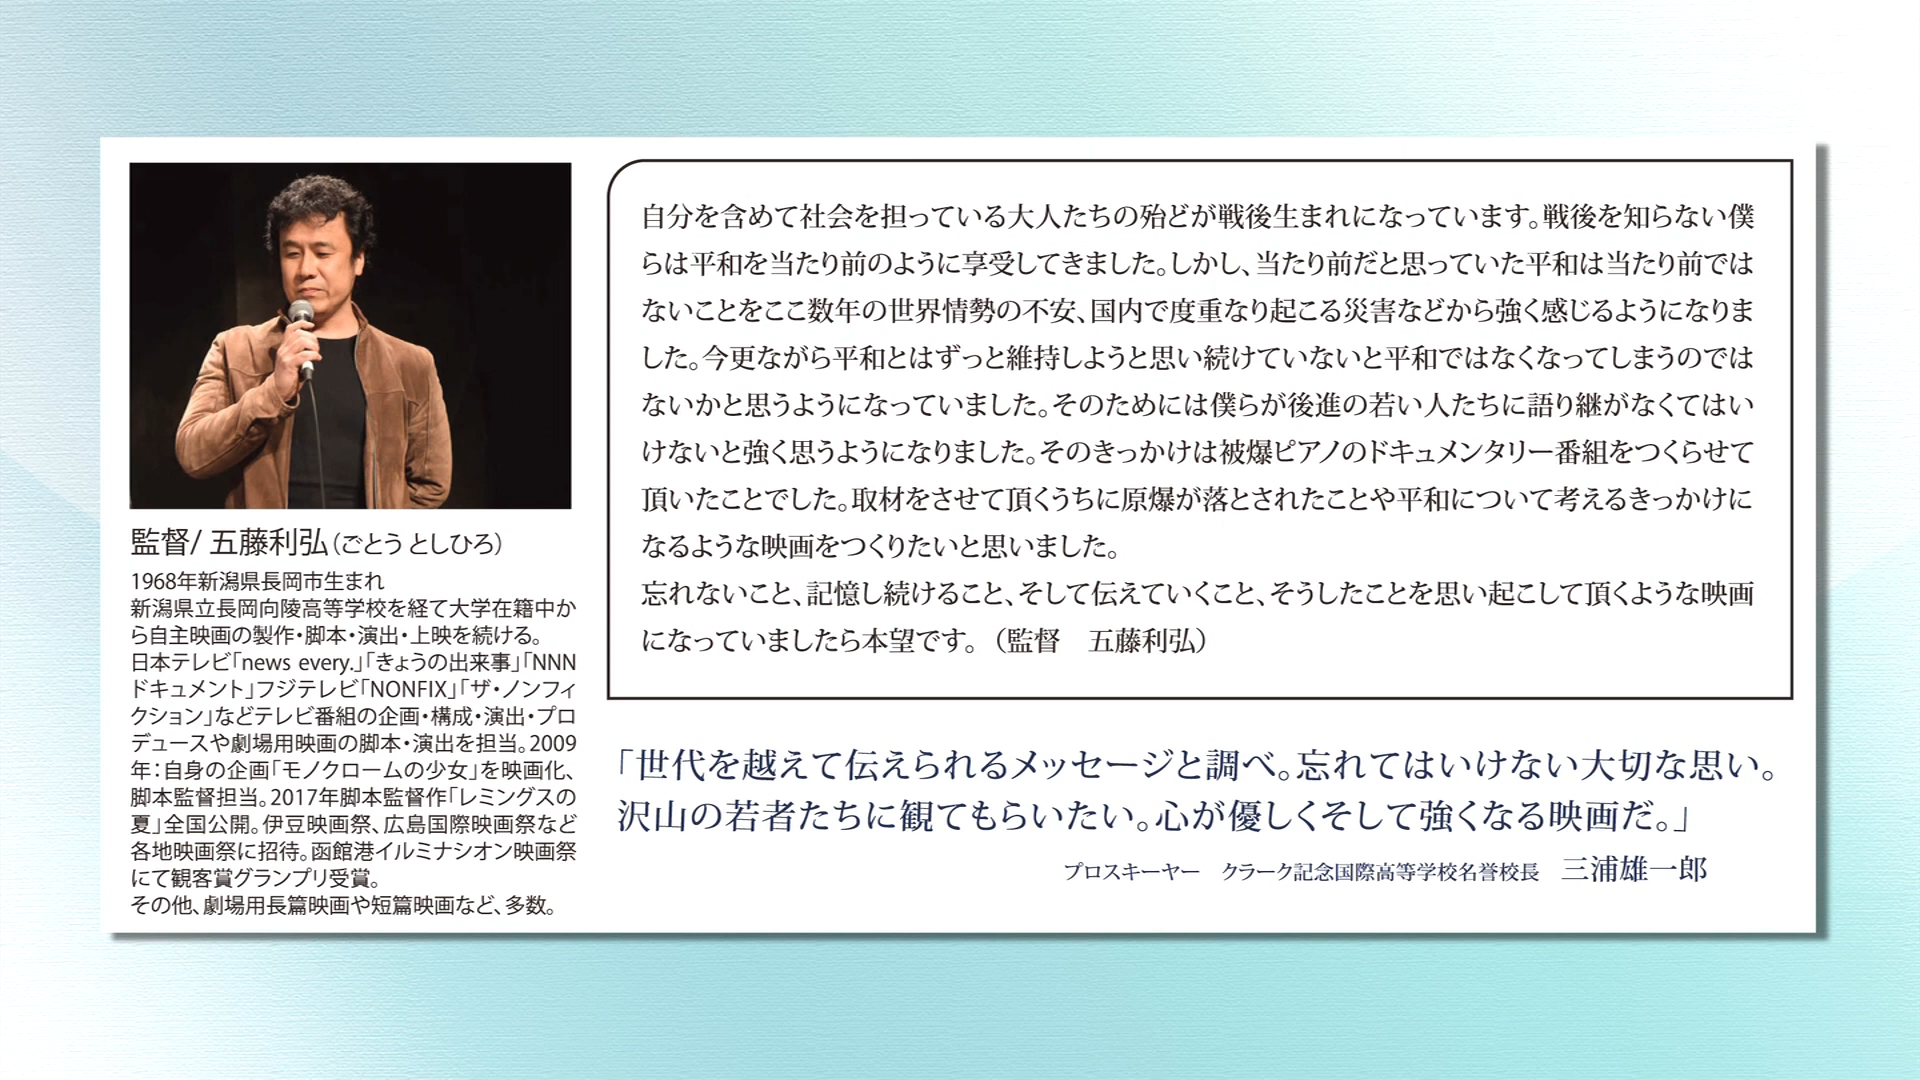 監督/ 五藤利弘（ごとう としひろ）
1968年新潟県長岡市生まれ
新潟県立長岡向陵高等学校を経て大学在籍中か
ら自主映画の製作・脚本・演出・上映を続ける。
日本テレビ「news every.」「きょうの出来事」「NNN
ドキュメント」フジテレビ「NONFIX」「ザ・ノンフィ
クション」などテレビ番組の企画・構成・演出・プロ
デュースや劇場用映画の脚本・演出を担当。2009
年：自身の企画「モノクロームの少女」を映画化、
脚本監督担当。2017年脚本監督作「レミングスの
夏」全国公開。伊豆映画祭、広島国際映画祭など
各地映画祭に招待。函館港イルミナシオン映画祭
にて観客賞グランプリ受賞。
その他、劇場用長篇映画や短篇映画など、多数。
自分を含めて社会を担っている大人たちの殆どが戦後生まれになっています。戦後を知らない僕
らは平和を当たり前のように享受してきました。しかし、当たり前だと思っていた平和は当たり前では
ないことをここ数年の世界情勢の不安、国内で度重なり起こる災害などから強く感じるようになりま
した。今更ながら平和とはずっと維持しようと思い続けていないと平和ではなくなってしまうのでは
ないかと思うようになっていました。そのためには僕らが後進の若い人たちに語り継がなくてはい
けないと強く思うようになりました。そのきっかけは被爆ピアノのドキュメンタリー番組をつくらせて
頂いたことでした。取材をさせて頂くうちに原爆が落とされたことや平和について考えるきっかけに
なるような映画をつくりたいと思いました。
忘れないこと、記憶し続けること、そして伝えていくこと、そうしたことを思い起こして頂くような映画
になっていましたら本望です。（監督　五藤利弘）
「世代を越えて伝えられるメッセージと調べ。忘れてはいけない大切な思い。
沢山の若者たちに観てもらいたい。心が優しくそして強くなる映画だ。」
プロスキーヤー　クラーク記念国際高等学校名誉校長　三浦雄一郎